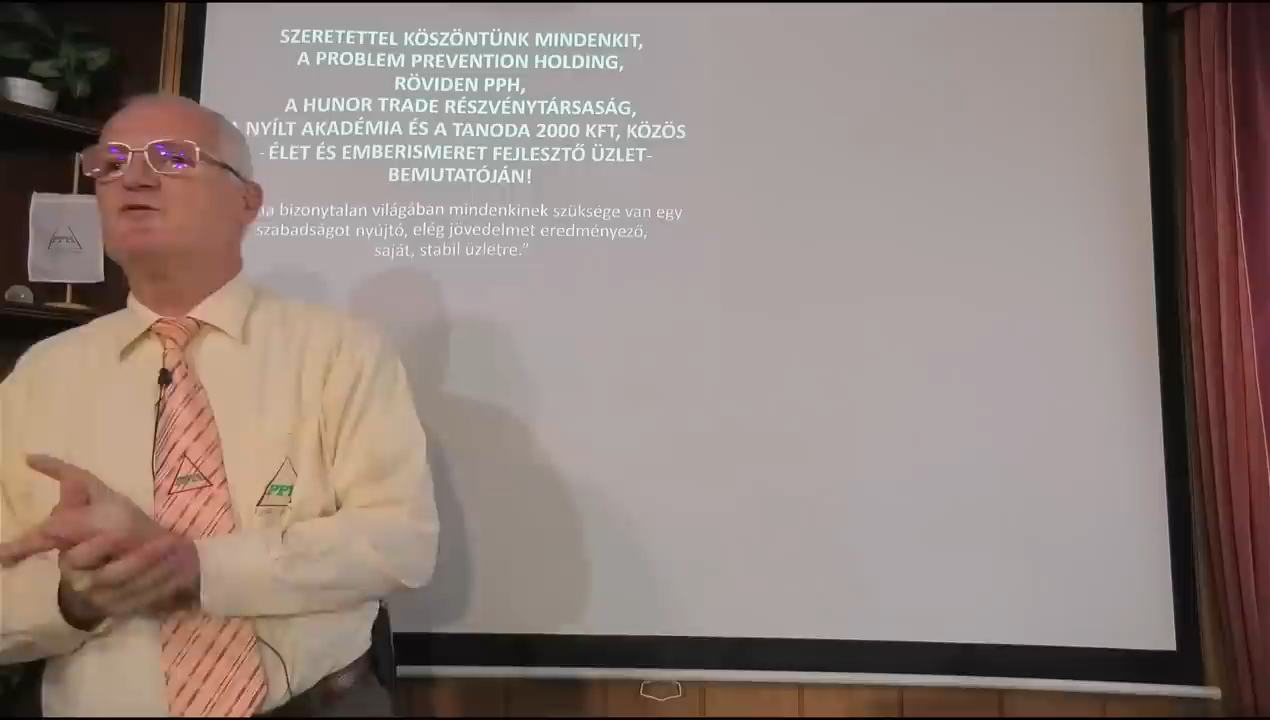 SZERETETTEL KÖSZÖNTÜNK MINDENKIT,
A PROBLEM PREVENTION HOLDING,
RÖVIDEN PPH,
A HUNOR TRADE RÉSZVÉNYTÁRSASÁG,
NYÍLT AKADÉMIA ÉS A TANODA 2000 KFT, KÖZÖS
- ÉLET ÉS EMBERISMERET FEJLESZTŐ ÜZLET-
BEMUTATÓJÁN!
bizonytalan világában mindenkinek szüksége van egy
szabadságot nyújtó, elég jövedelmet eredményező,
saját, stabil üzletre.”